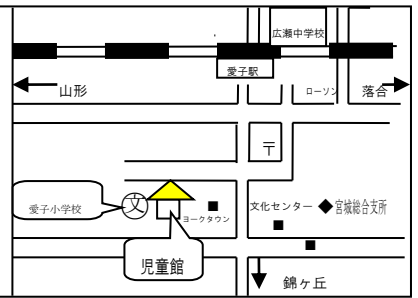 広瀬中学校
愛子駅
山形
ローソン
落合
〒
愛子小学校
文
ヨークタウン
文化センター
宮城総合支所
児童館
錦ヶ丘